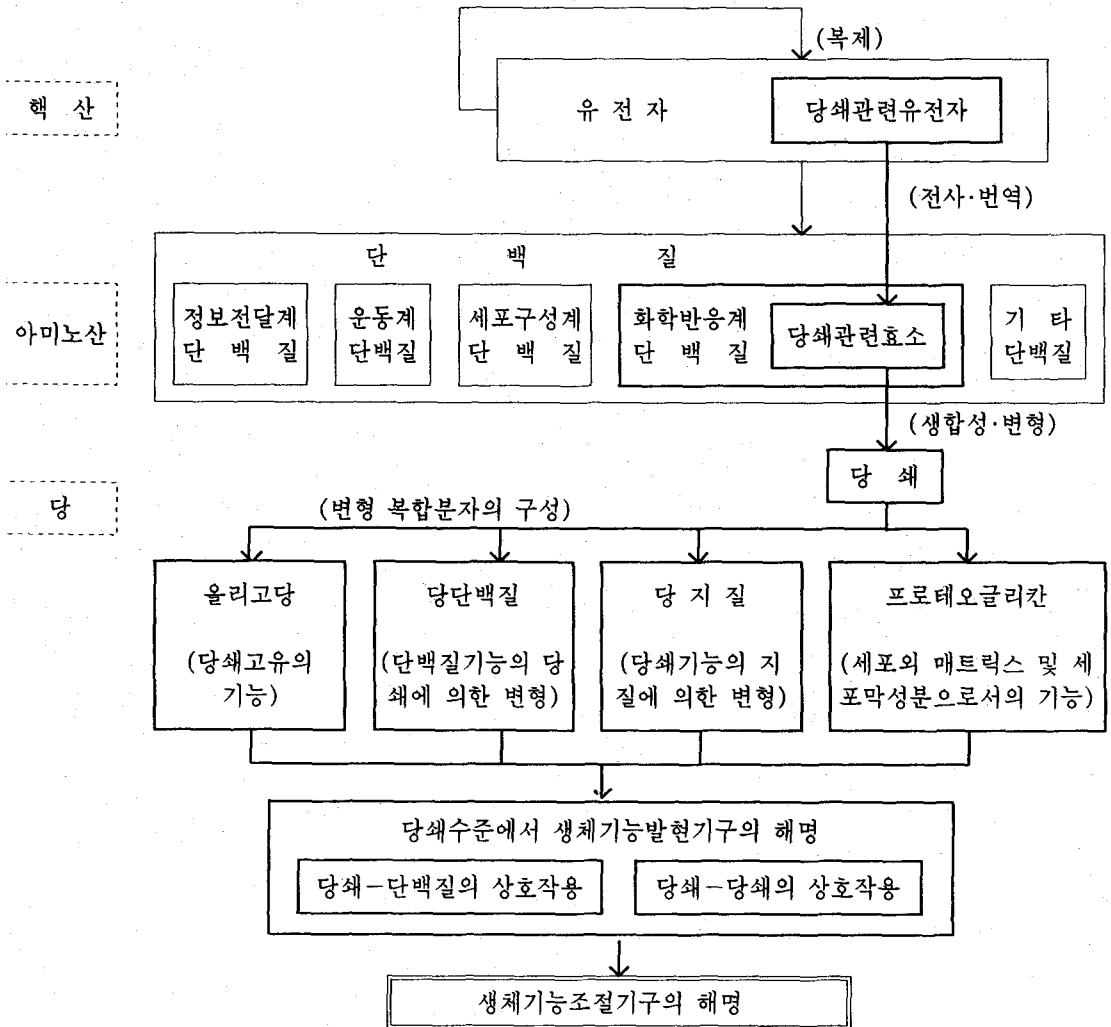 (복제)
핵 산
유 전 자
당쇄관련유전자
(전사·번역)
단 백 질
아미노산
정보전달계
단 백 질
운동계
단백질
세포구성계
단 백 질
화학반응계
단 백 질
당쇄관련효소
기 타
단백질
(생합성·변형)
당 쇄
당
(변형 복합분자의 구성)
올리고당
(당쇄고유의
기능)
당단백질
(단백질기능의 당
쇄에 의한 변형)
당 지 질
(당쇄기능의 지
질에 의한 변형)
프로테오글리칸
(세포외 매트릭스 및 세
포막성분으로서의 기능)
당쇄수준에서 생체기능발현기구의 해명
당쇄-단백질의 상호작용
당쇄-당쇄의 상호작용
생체기능조절기구의 해명